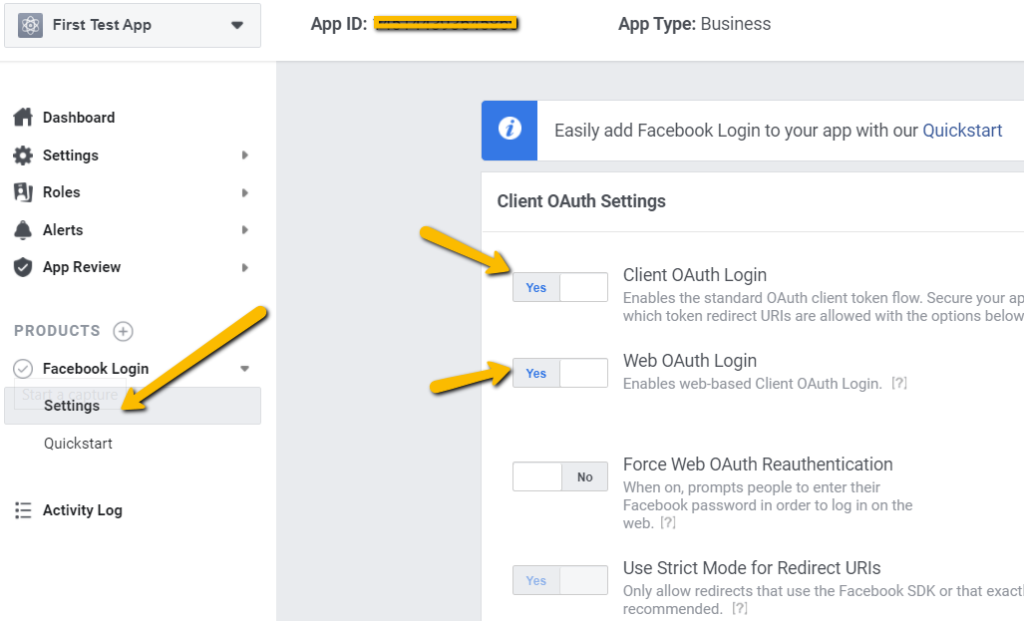 First Test App
App ID:
App Type: Business
Dashboard
Settings
Roles
Alerts
App Review
PRODUCTS
Facebook Login
Start a capture
Settings
Quickstart
Activity Log
Easily add Facebook Login to your app with our Quickstart
Client OAuth Settings
Yes
Client OAuth Login
Enables the standard OAuth client token flow. Secure your ap
which token redirect URIs are allowed with the options below
Yes
Web OAuth Login
Enables web-based Client OAuth Login. [?]
No
Force Web OAuth Reauthentication
When on, prompts people to enter their
Facebook password in order to log in on the
web. [?]
Yes
Use Strict Mode for Redirect URIs
Only allow redirects that use the Facebook SDK or that exactl
recommended. [?]